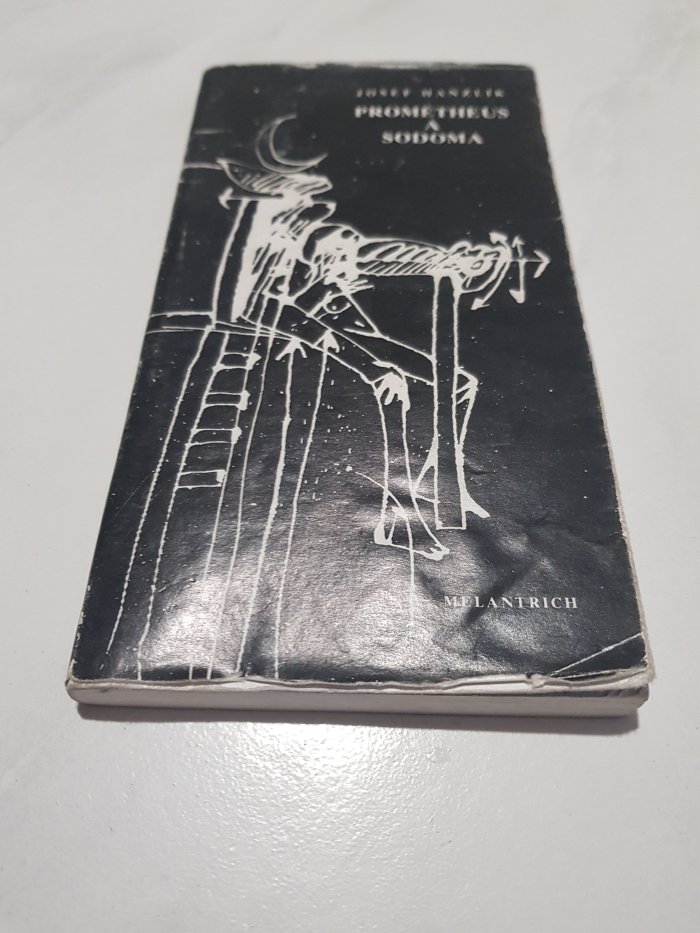 JOSEF HANZLÍK
PROMÉTHEUS
A
SODOMA
MELANTRICH